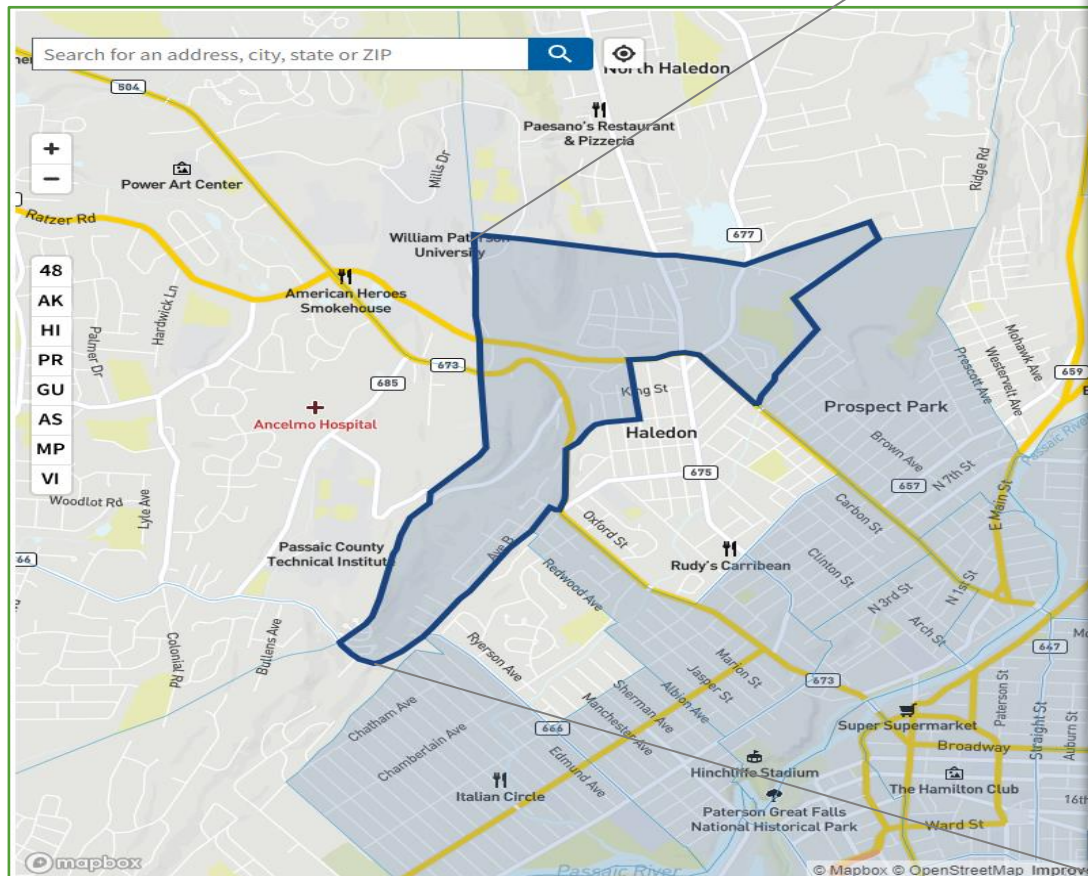 Search for an address, city, state or ZIP
504
North Haledon
Paesano's Restaurant
& Pizzeria
Mills Dr
Ridge Rd
+
−
Power Art Center
Ratzer Rd
William Paterson
University
677
48
AK
HI
PR
GU
AS
MP
VI
American Heroes
Smokehouse
Hardwick Ln
Palmer Dr
673
685
659
Mohawk Ave
Westervelt Ave
Prescott Ave
King St
Ancelmo Hospital
Haledon
Prospect Park
Passaic River
Brown Ave
N 7th St
657
675
E Main St
Woodlot Rd
Lyle Ave
Carbon St
Passaic County
Technical Institute
Ave B
Oxford St
Rudy's Carribean
Clinton St
N 3rd St
N 1st St
Arch St
66
Redwood Ave
Colonial Rd
Bullens Ave
Ryerson Ave
647
Marion St
Jasper St
Albion Ave
Sherman Ave
Manchester Ave
673
Paterson St
Straight St
Auburn St
Chatham Ave
Chamberlain Ave
666
Edmund Ave
Super Supermarket
Broadway
Hinchliffe Stadium
Italian Circle
The Hamilton Club
16th
Paterson Great Falls
National Historical Park
Ward St
mapbox
Passaic River
© Mapbox © OpenStreetMap Improv